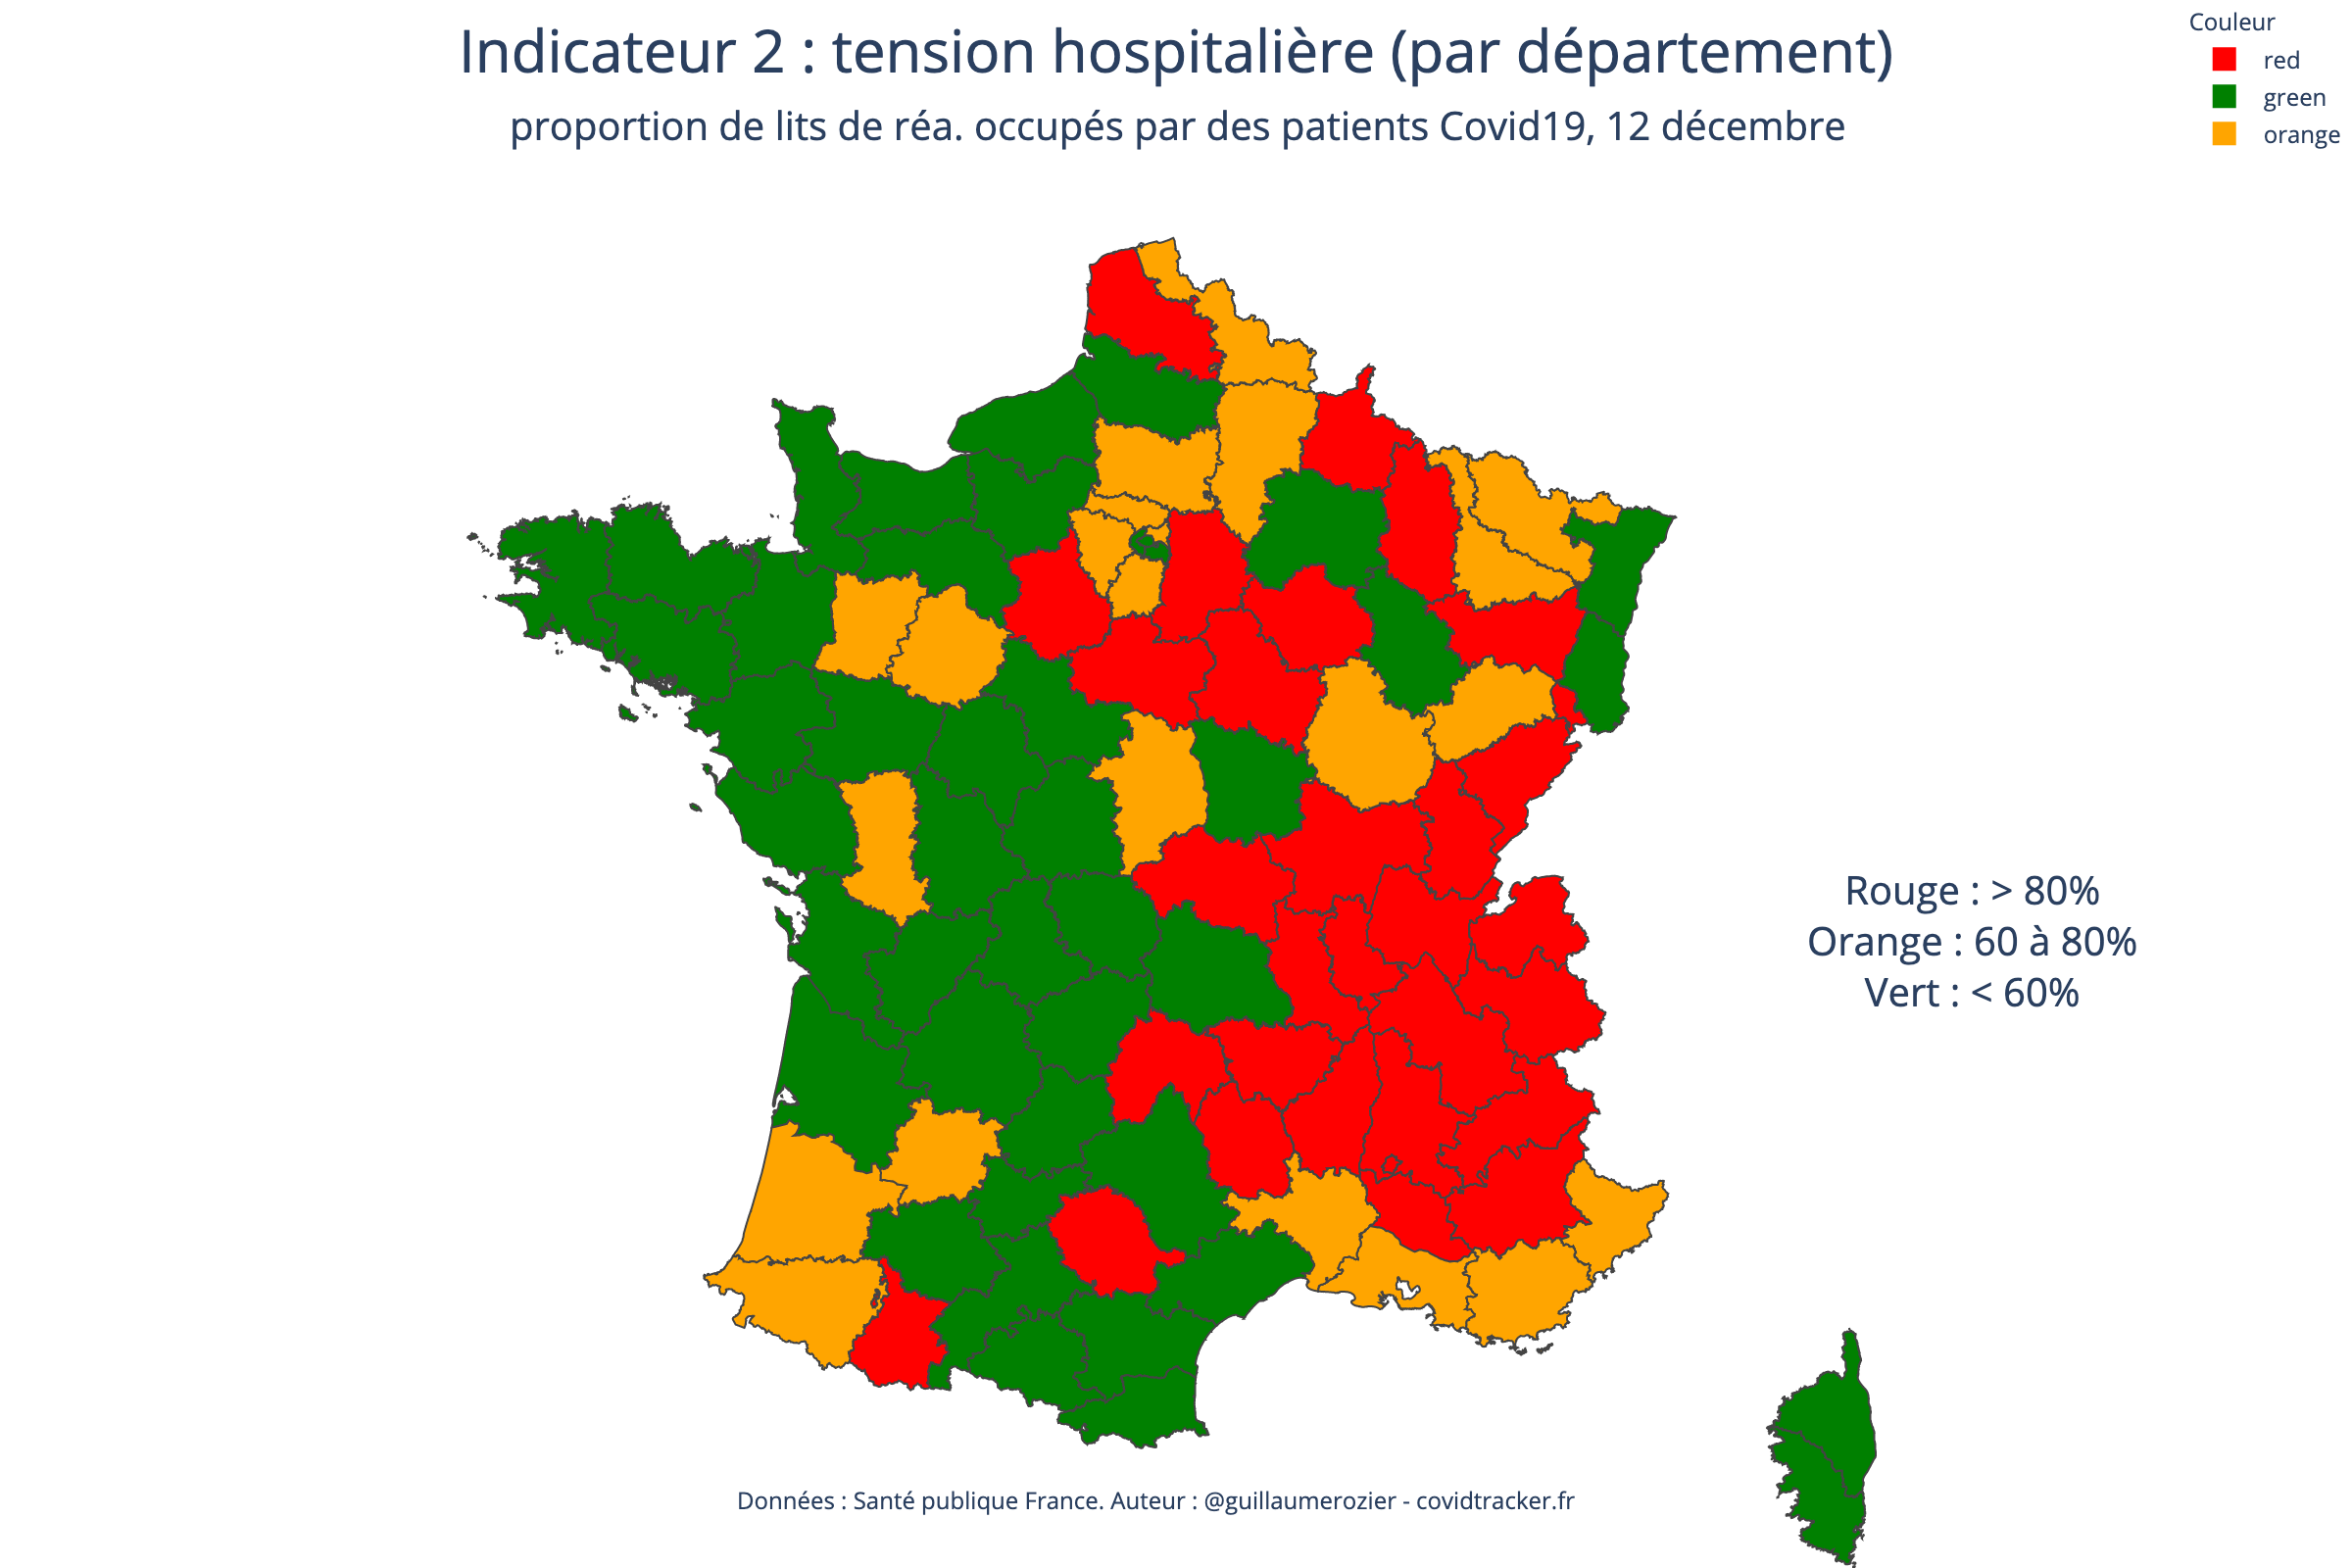 Indicateur 2 : tension hospitalière (par département)
proportion de lits de réa. occupés par des patients Covid19, 12 décembre
Couleur
red
green
orange
Rouge : > 80%
Orange : 60 à 80%
Vert : < 60%
Données : Santé publique France. Auteur : @guillaumerozier - covidtracker.fr